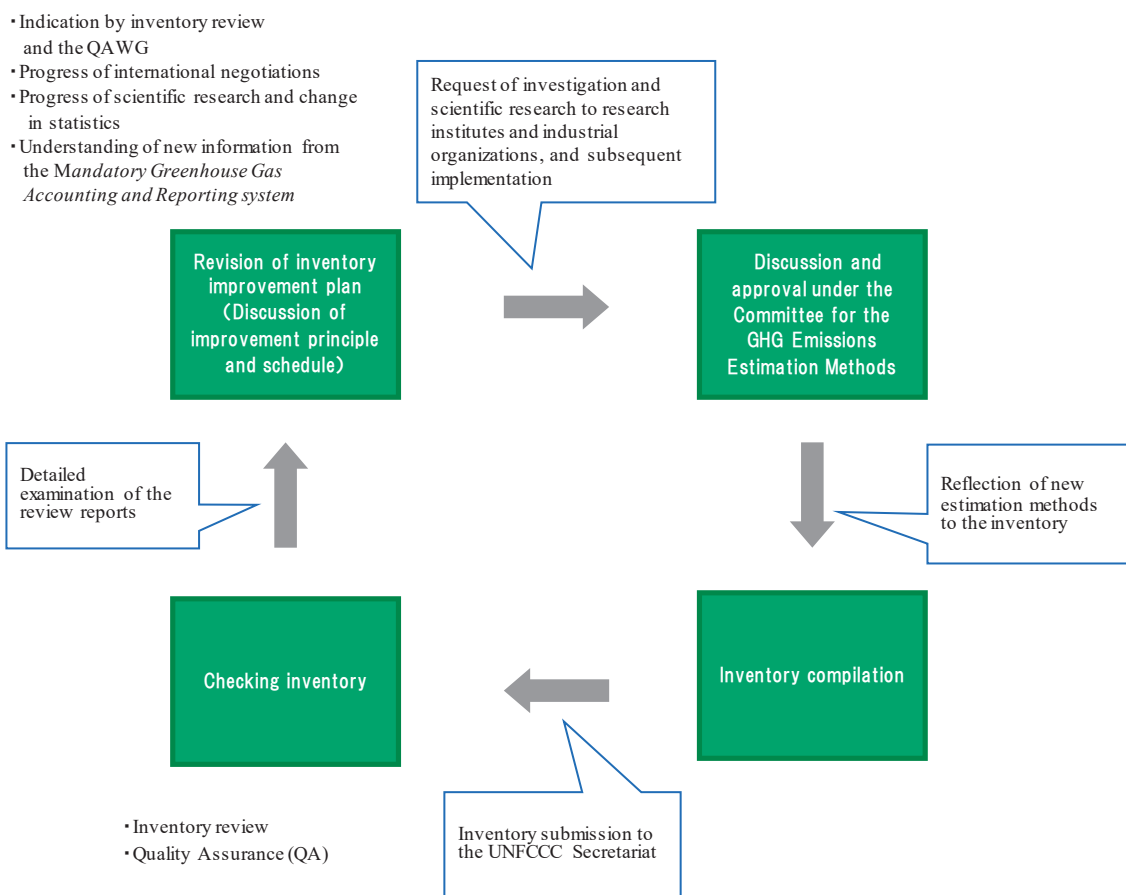 ・Indication by inventory review
and the QAWG
・Progress of international negotiations
・Progress of scientific research and change
in statistics
・Understanding of new information from
the Mandatory Greenhouse Gas
Accounting and Reporting system
Request of investigation and
scientific research to research
institutes and industrial
organizations, and subsequent
implementation
Revision of inventory
improvement plan
(Discussion of
improvement principle
and schedule)
Discussion and
approval under the
Committee for the
GHG Emissions
Estimation Methods
Detailed
examination of the
review reports
Reflection of new
estimation methods
to the inventory
Checking inventory
Inventory compilation
・Inventory review
・Quality Assurance (QA)
Inventory submission to
the UNFCCC Secretariat